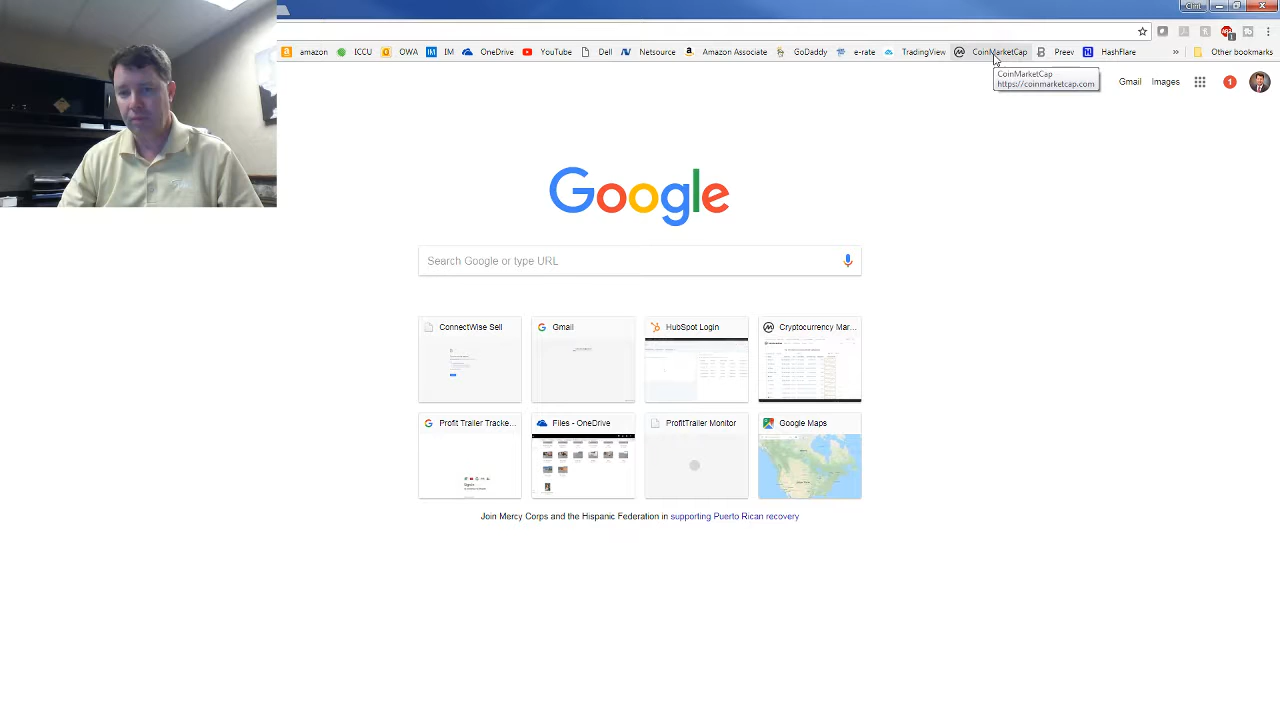 Clint
amazon ICCU OWA IM OneDrive YouTube Dell Netsource Amazon Associate GoDaddy e-rate TradingView CoinMarketCap Preev HashFlare » Other bookmarks
CoinMarketCap
https://coinmarketcap.com
Gmail Images 1
Google
Search Google or type URL
ConnectWise Sell Gmail HubSpot Login Cryptocurrency Mar...
Profit Trailer Tracke... Files - OneDrive ProfitTrailer Monitor Google Maps
Join Mercy Corps and the Hispanic Federation in supporting Puerto Rican recovery